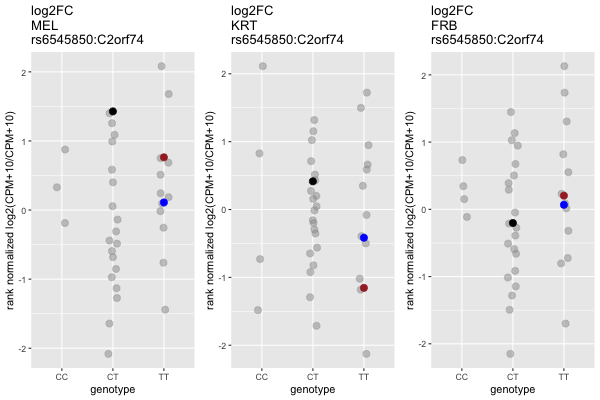 log2FC
MEL
rs6545850:C2orf74
rank normalized log2(CPM+10/CPM+10)
2
1
0
-1
-2
CC
CT
TT
genotype
log2FC
KRT
rs6545850:C2orf74
rank normalized log2(CPM+10/CPM+10)
2
1
0
-1
-2
CC
CT
TT
genotype
log2FC
FRB
rs6545850:C2orf74
rank normalized log2(CPM+10/CPM+10)
2
1
0
-1
-2
CC
CT
TT
genotype